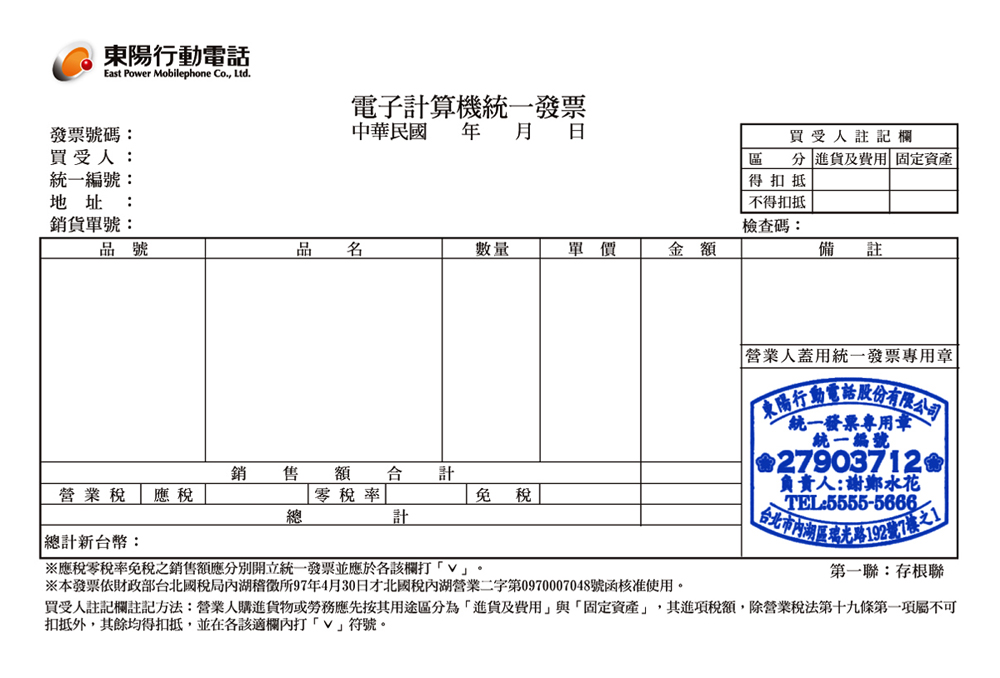 東陽行動電話
East Power Mobilephone Co., Ltd.
電子計算機統一發票
中華民國 年 月 日
發票號碼：
買受人：
統一編號：
地址：
銷貨單號：
買受人註記欄
區分 進貨及費用 固定資產
得扣抵
不得扣抵
檢查碼：
品號 品名 數量 單價 金額 備註
營業人蓋用統一發票專用章
東陽行動電話股份有限公司
統一發票專用章
統一編號
27903712
負責人:謝鄭水花
TEL:5555-5666
台北市內湖區瑞光路192號7樓之1
銷售額合計
營業稅 應稅 零稅率 免稅
總計
總計新台幣：
※應稅零稅率免稅之銷售額應分別開立統一發票並應於各該欄打「∨」。
※本發票依財政部台北國稅局內湖稽徵所97年4月30日才北國稅內湖營業二字第0970007048號函核准使用。
第一聯：存根聯
買受人註記欄註記方法：營業人購進貨物或勞務應先按其用途區分為「進貨及費用」與「固定資產」，其進項稅額，除營業稅法第十九條第一項屬不可
扣抵外，其餘均得扣抵，並在各該適欄內打「∨」符號。